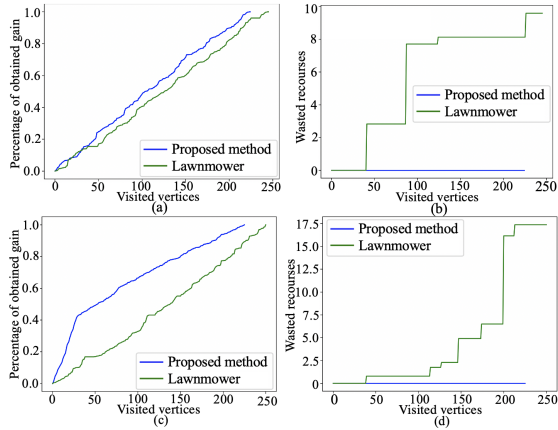 1.0
0.8
0.6
0.4
0.2
0.0
Percentage of obtained gain
Proposed method
Lawnmower
0 50 100 150 200 250
Visited vertices
(a)
10
8
6
4
2
0
Wasted recourses
Proposed method
Lawnmower
0 50 100 150 200 250
Visited vertices
(b)
1.0
0.8
0.6
0.4
0.2
0.0
Percentage of obtained gain
Proposed method
Lawnmower
0 50 100 150 200 250
Visited vertices
(c)
17.5
15.0
12.5
10.0
7.5
5.0
2.5
0.0
Wasted recourses
Proposed method
Lawnmower
0 50 100 150 200 250
Visited vertices
(d)